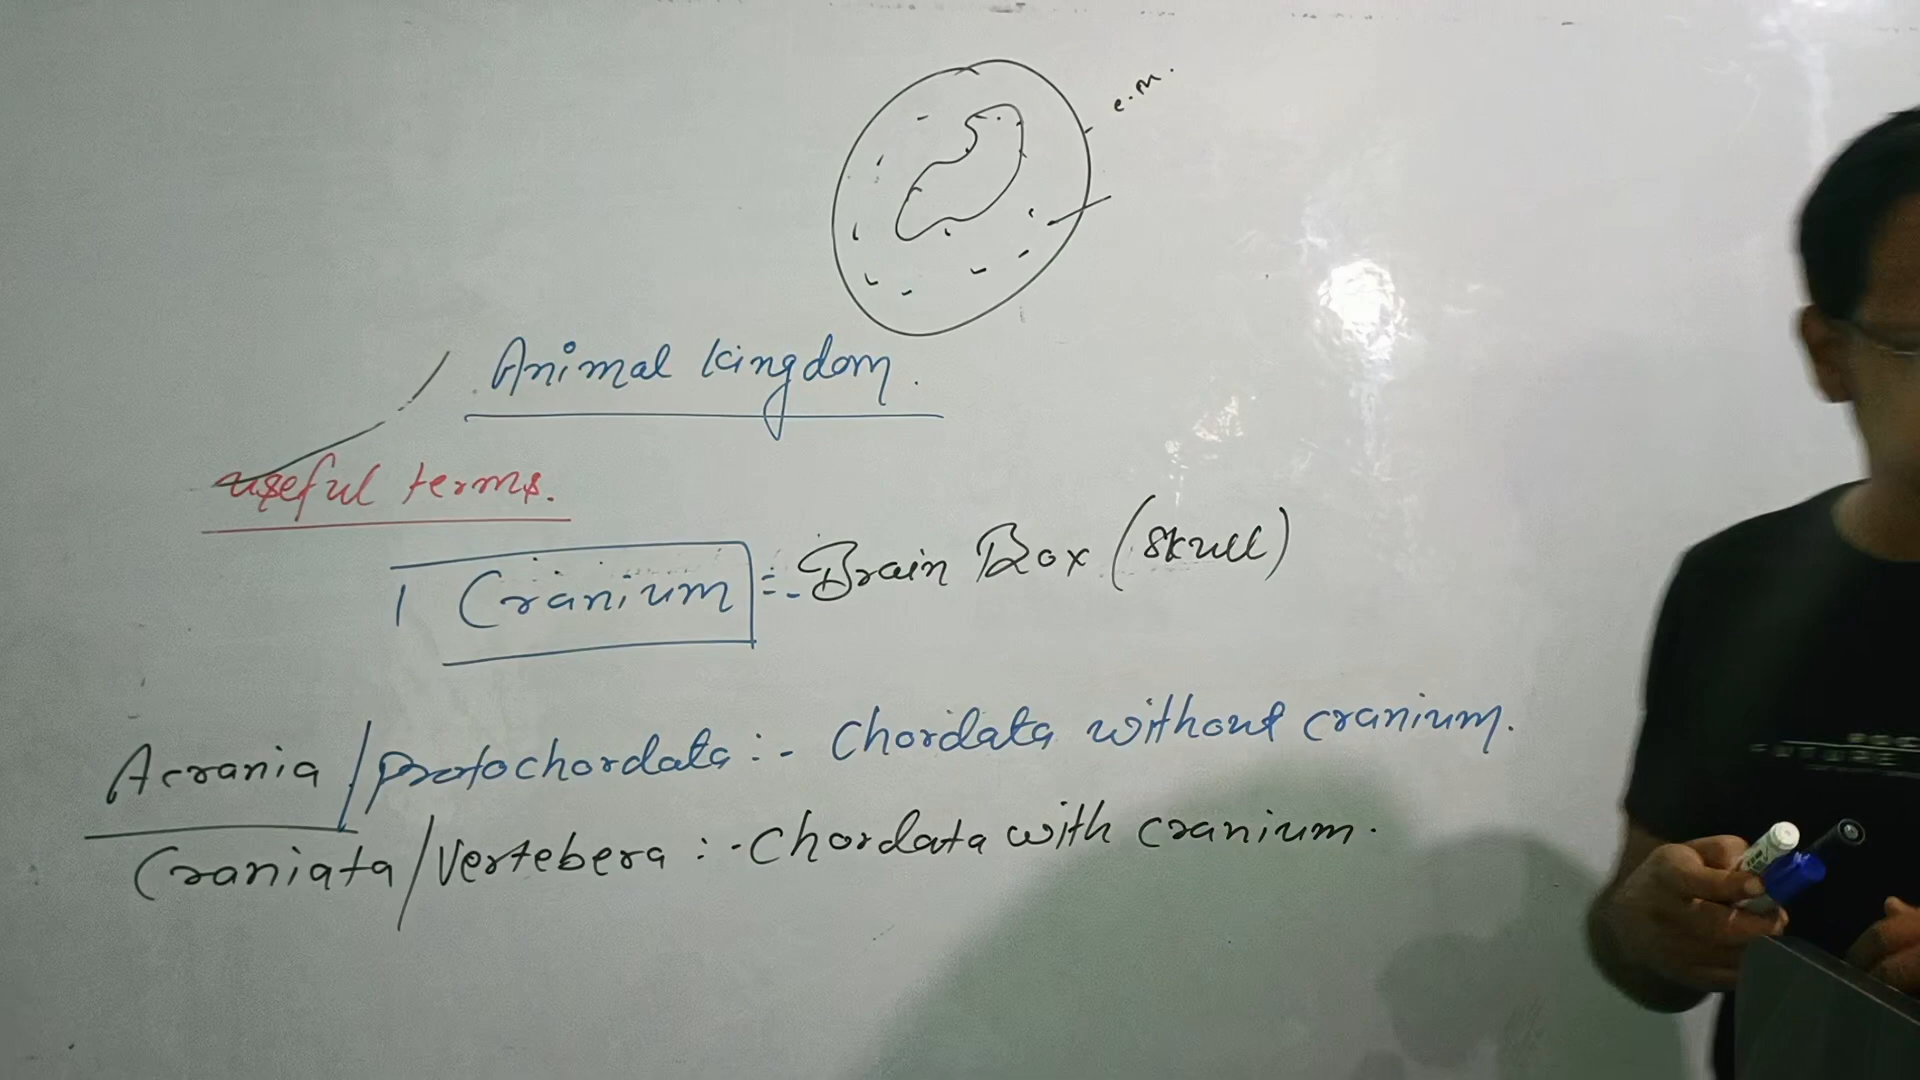 e.m.
Animal kingdom.
useful terms.
1 Cranium :- Brain Box (skull)
Acrania / protochordata :- Chordata without cranium.
Craniata / Vertebera :- Chordata with cranium.